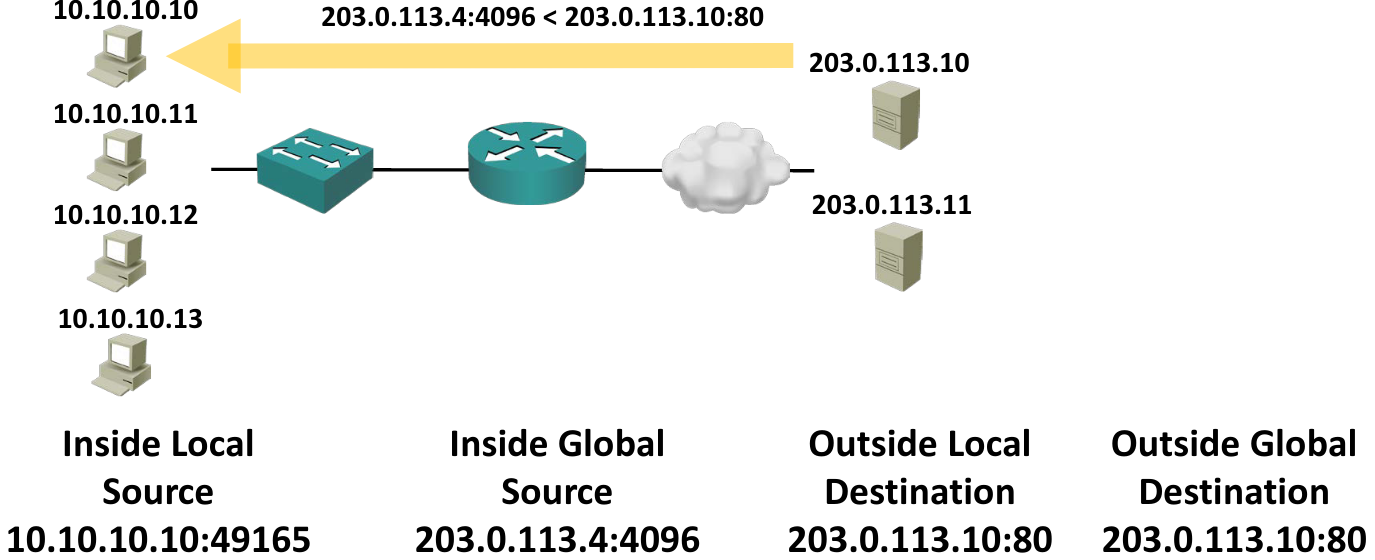 10.10.10.10
203.0.113.4:4096 < 203.0.113.10:80
203.0.113.10
10.10.10.11
203.0.113.11
10.10.10.12
10.10.10.13
Inside Local
Source
10.10.10.10:49165
Inside Global
Source
203.0.113.4:4096
Outside Local
Destination
203.0.113.10:80
Outside Global
Destination
203.0.113.10:80